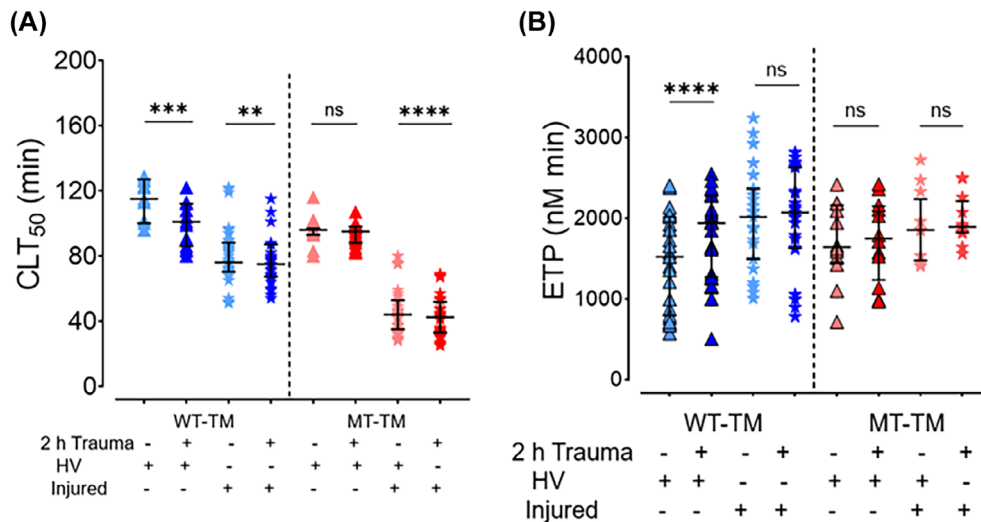 (A)
CLT50 (min)
200
160
120
80
40
0
*** ** ns ****
WT-TM MT-TM
2 h Trauma - + - + - + - +
HV + + - - + + + -
Injured - - + + - - + +
(B)
ETP (nM min)
4000
3000
2000
1000
0
**** ns ns ns
WT-TM MT-TM
2 h Trauma - + - + - + - +
HV + + - - + + + -
Injured - - + + - - + +